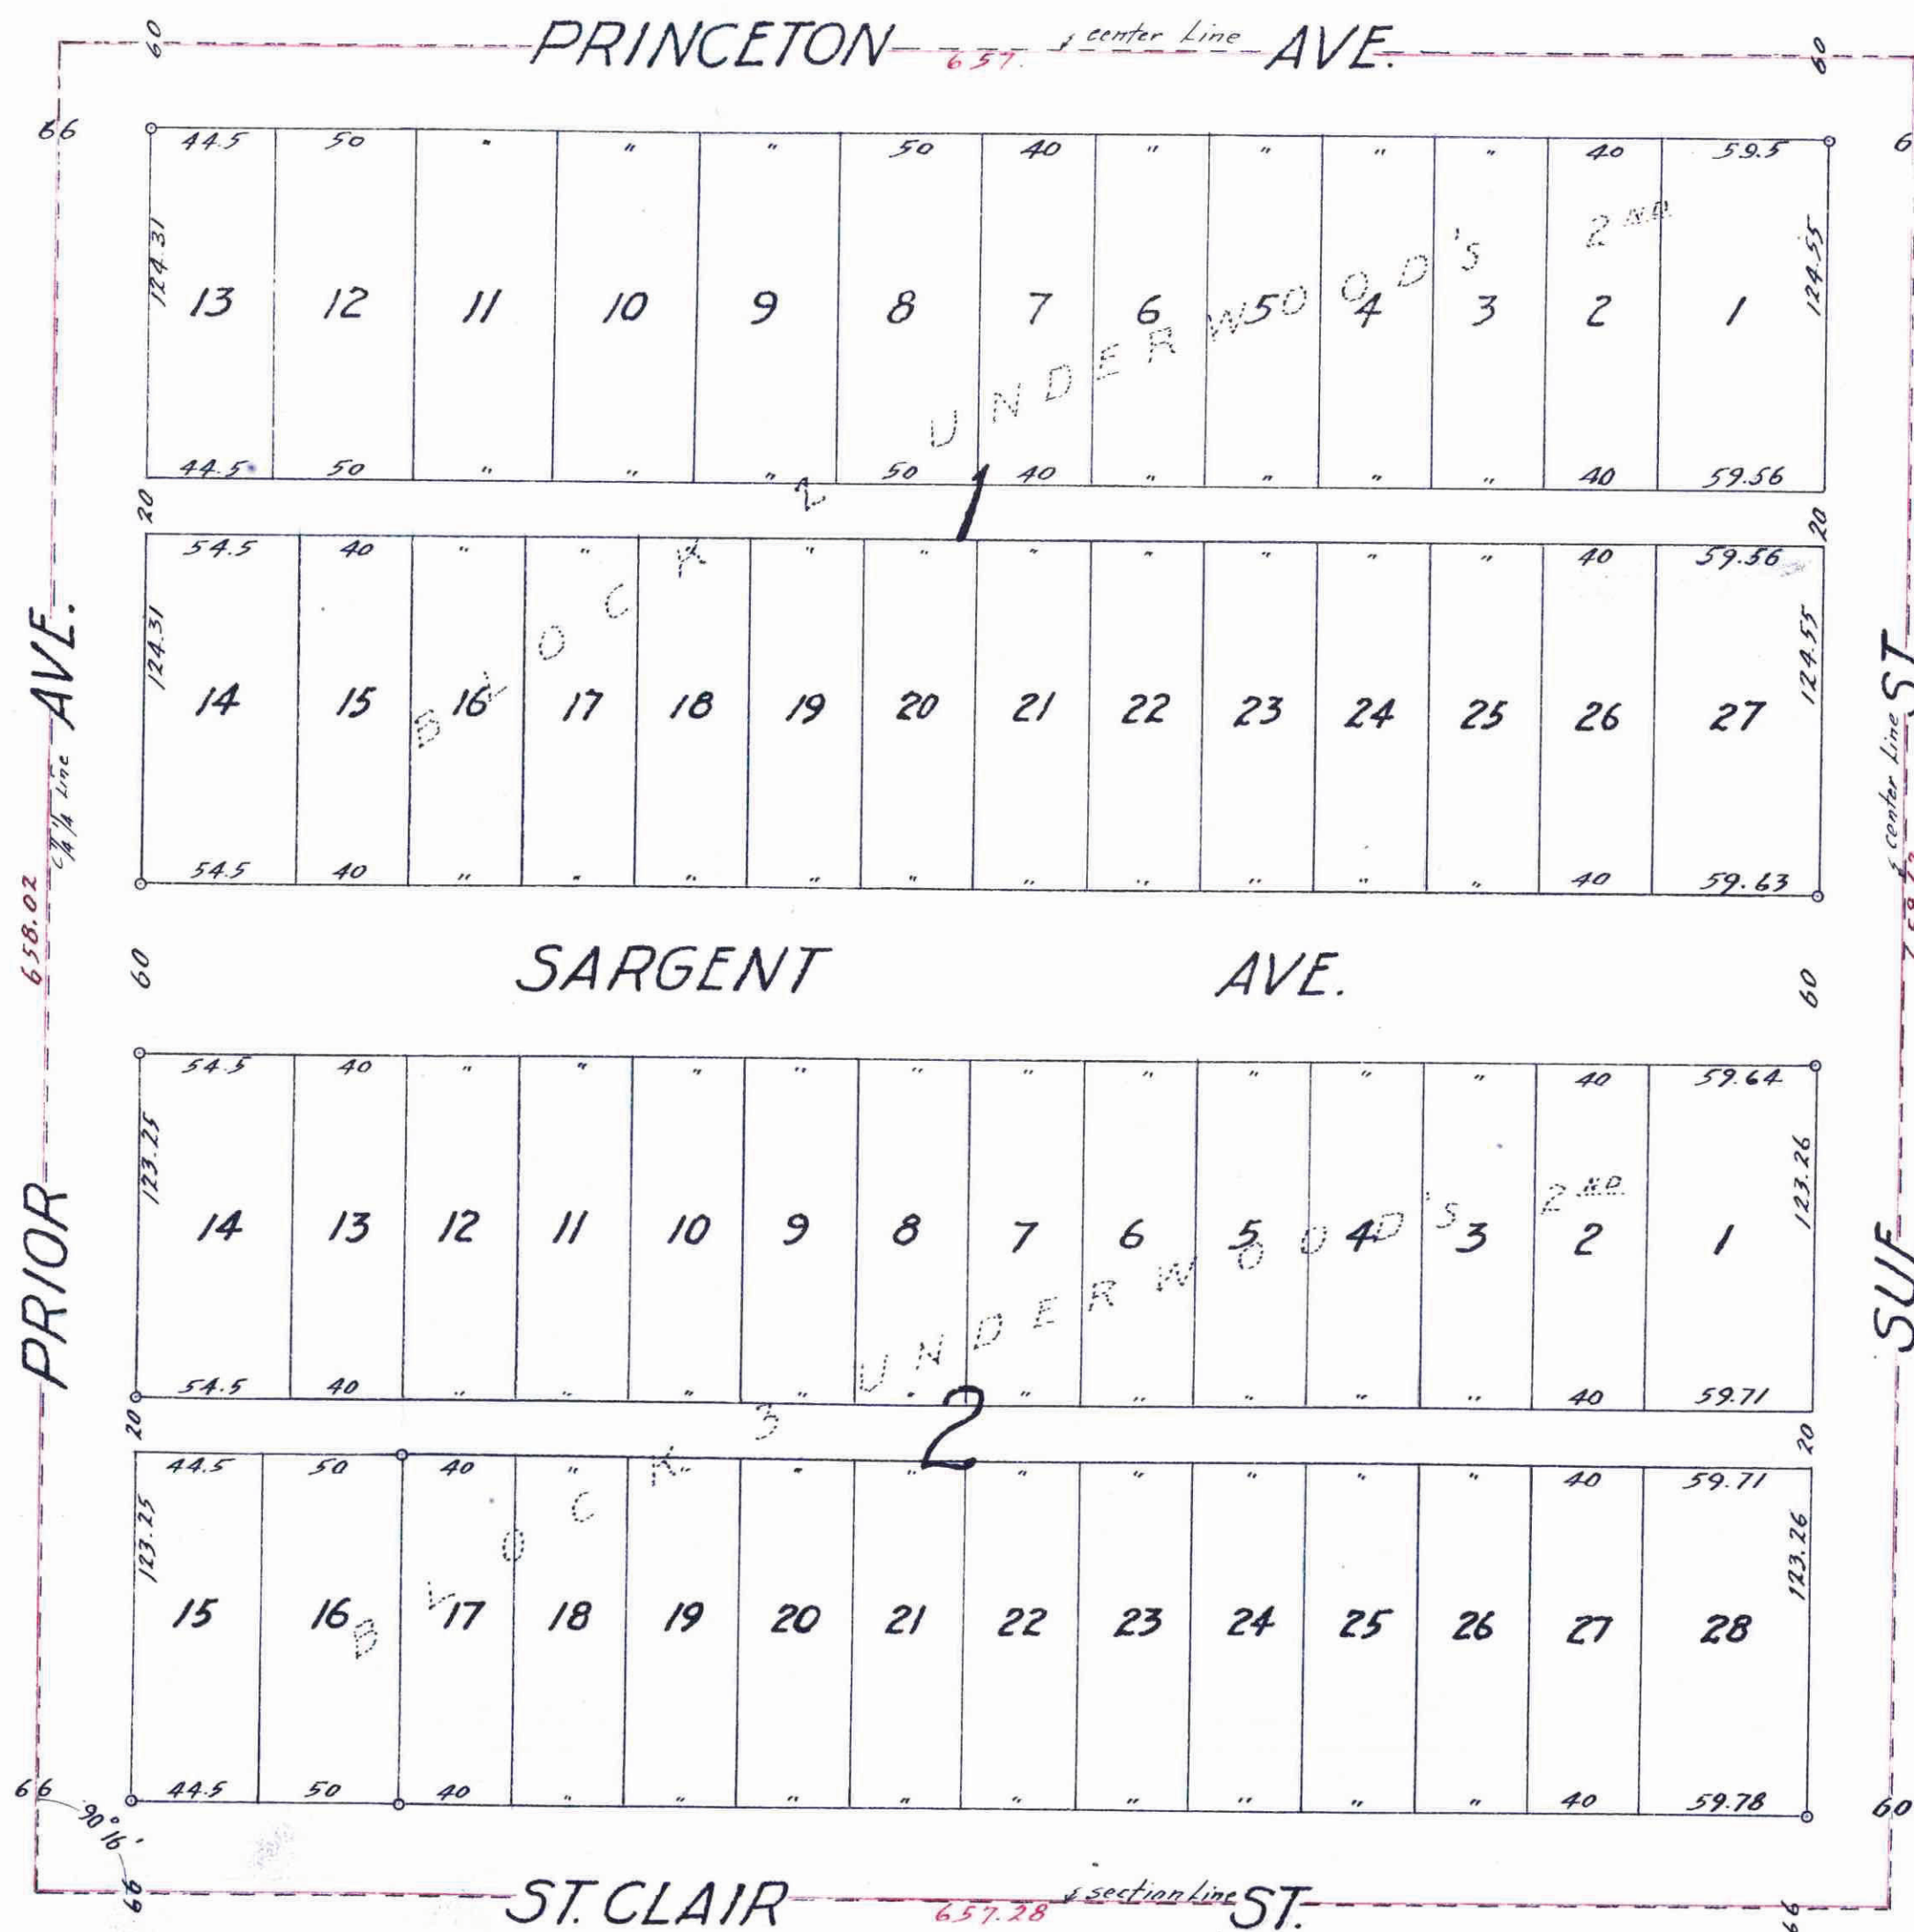 PRINCETON 657. & center Line AVE.
60 60
66 6
44.5 50 " " " 50 40 " " " " 40 59.5
124.31 124.55
UNDERWOOD'S 2ND
13 12 11 10 9 8 7 6 5 4 3 2 1
44.5 50 " " " 50 40 " " " " 40 59.56
20 BLOCK 2 1 20
54.5 40 " " " " " " " " " " 40 59.56
124.31 124.55
14 15 16 17 18 19 20 21 22 23 24 25 26 27
54.5 40 " " " " " " " " " " 40 59.63
60 SARGENT AVE. 60
54.5 40 " " " " " " " " " " 40 59.64
123.25 123.26
UNDERWOOD'S 2ND
14 13 12 11 10 9 8 7 6 5 4 3 2 1
54.5 40 " " " " " " " " " " 40 59.71
20 BLOCK 3 2 20
44.5 50 40 " " " " " " " " " 40 59.71
123.25 123.26
15 16 17 18 19 20 21 22 23 24 25 26 27 28
44.5 50 40 " " " " " " " " " 40 59.78
66 60
90°16'
66 66
ST. CLAIR 657.28 & section Line ST.
PRIOR 658.02 1/4 1/4 Line AVE.
SUF & center Line ST